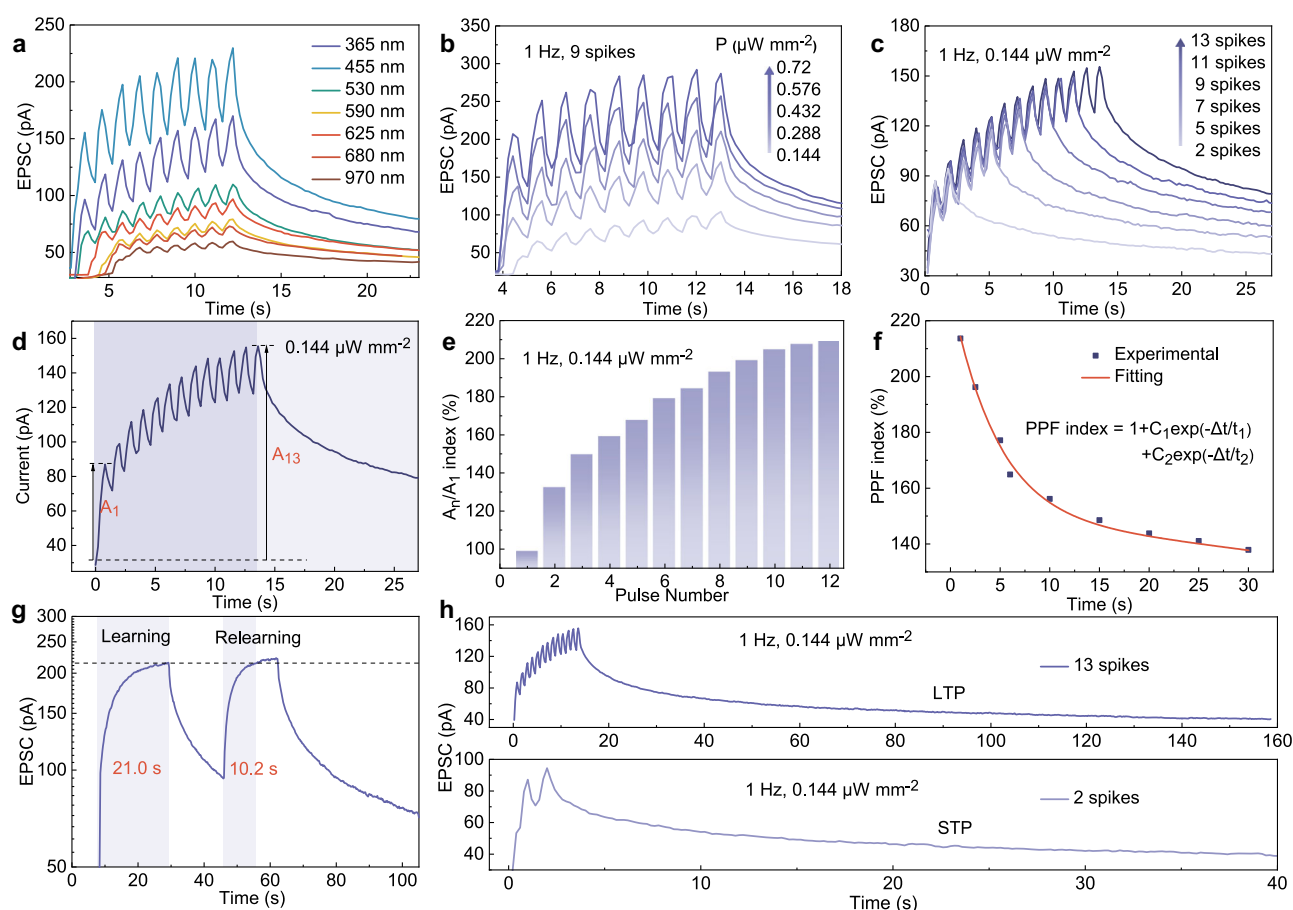 a
250
200
150
100
50
EPSC (pA)
5
10
15
20
Time (s)
365 nm
455 nm
530 nm
590 nm
625 nm
680 nm
970 nm
b
350
300
250
200
150
100
50
EPSC (pA)
4
6
8
10
12
14
16
18
Time (s)
1 Hz, 9 spikes
P (μW mm⁻²)
0.72
0.576
0.432
0.288
0.144
c
180
150
120
90
60
30
EPSC (pA)
0
5
10
15
20
25
Time (s)
1 Hz, 0.144 μW mm⁻²
13 spikes
11 spikes
9 spikes
7 spikes
5 spikes
2 spikes
d
160
140
120
100
80
60
40
Current (pA)
0
5
10
15
20
25
Time (s)
0.144 μW mm⁻²
A₁
A₁₃
e
220
200
180
160
140
120
100
Aₙ/A₁ index (%)
0
2
4
6
8
10
12
Pulse Number
1 Hz, 0.144 μW mm⁻²
f
220
200
180
160
140
PPF index (%)
0
5
10
15
20
25
30
Time (s)
Experimental
Fitting
PPF index = 1+C₁exp(-Δt/t₁)
+C₂exp(-Δt/t₂)
g
300
250
200
150
100
50
EPSC (pA)
0
20
40
60
80
100
Time (s)
Learning
Relearning
21.0 s
10.2 s
h
160
120
80
40
EPSC (pA)
0
20
40
60
80
100
120
140
160
1 Hz, 0.144 μW mm⁻²
13 spikes
LTP
100
80
60
40
0
10
20
30
40
Time (s)
1 Hz, 0.144 μW mm⁻²
2 spikes
STP